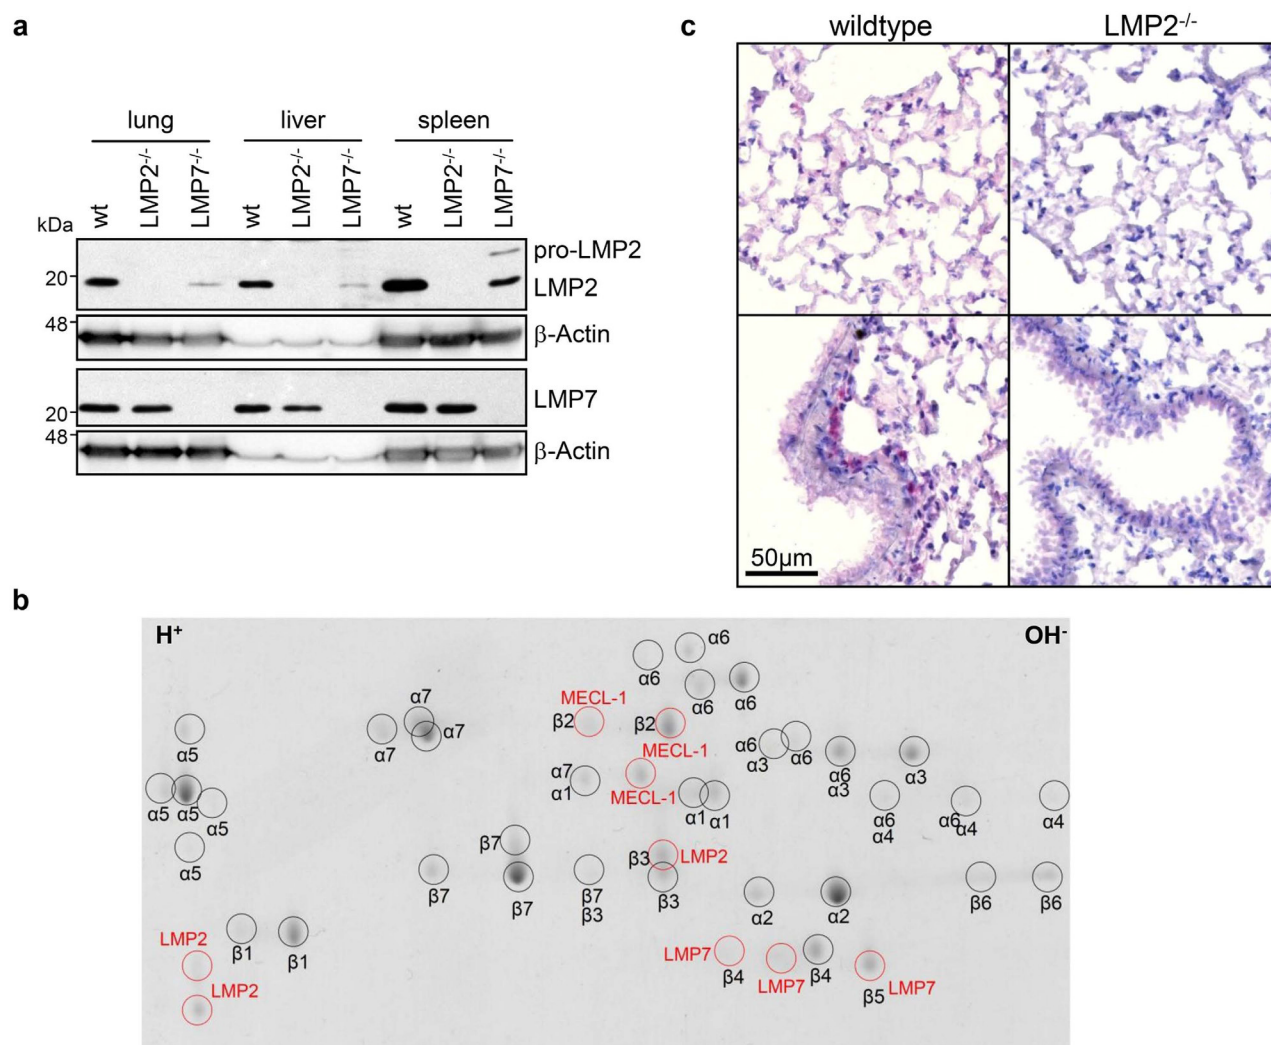 a
lung liver spleen
wt LMP2-/- LMP7-/- wt LMP2-/- LMP7-/- wt LMP2-/- LMP7-/-
kDa
pro-LMP2
20
LMP2
48
β-Actin
LMP7
20
48
β-Actin
c
wildtype LMP2-/-
50μm
b
H+ OH-
α6
α6
α6
α6
MECL-1
β2
β2
MECL-1
α7
α7
α7
α5
α6
α3
α6
α6
α3
α3
α7
α1
MECL-1
α1
α1
α5
α5
α5
α6
α4
α6
α4
α4
α5
β7
β7
β7
β7
β3
β3
LMP2
β3
α2
α2
β6
β6
LMP2
β1
β1
LMP2
LMP7
β4
LMP7
β4
β5
LMP7